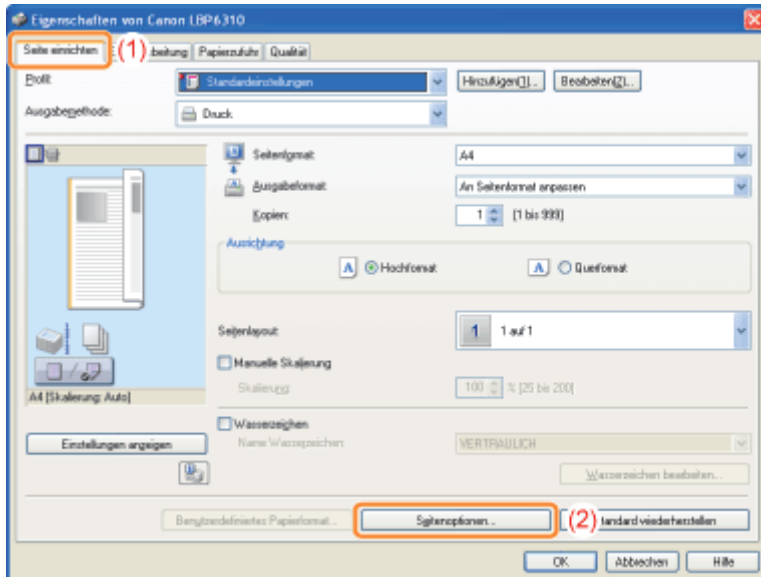 Eigenschaften von Canon LBP6310
Seite einrichten (1) beitung Papierzufuhr Qualität
Profil: Standardeinstellungen Hinzufügen(1)... Bearbeiten(2)...
Ausgabemethode: Druck
Seitenformat: A4
Ausgabeformat: An Seitenformat anpassen
Kopien: 1 [1 bis 999]
Ausrichtung
A Hochformat A Querformat
Seitenlayout: 1 1 auf 1
Manuelle Skalierung
Skalierung: 100 % [25 bis 200]
A4 [Skalierung: Auto]
Wasserzeichen
Einstellungen anzeigen Name Wasserzeichen: VERTRAULICH
Wasserzeichen bearbeiten...
Benutzerdefiniertes Papierformat... Seitenoptionen... (2) tandard wiederherstellen
OK Abbrechen Hilfe